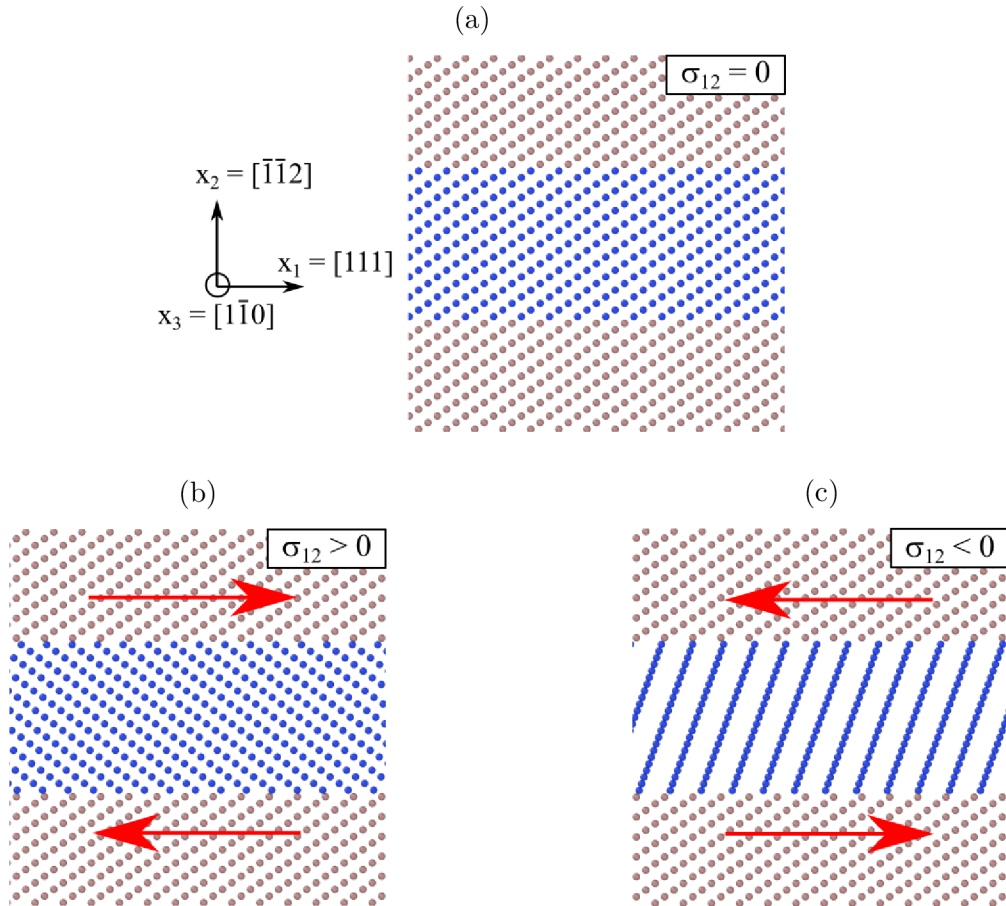 (a)
σ₁₂ = 0
x₂ = [1̄1̄2]
x₁ = [111]
x₃ = [11̄0]
(b)
(c)
σ₁₂ > 0
σ₁₂ < 0